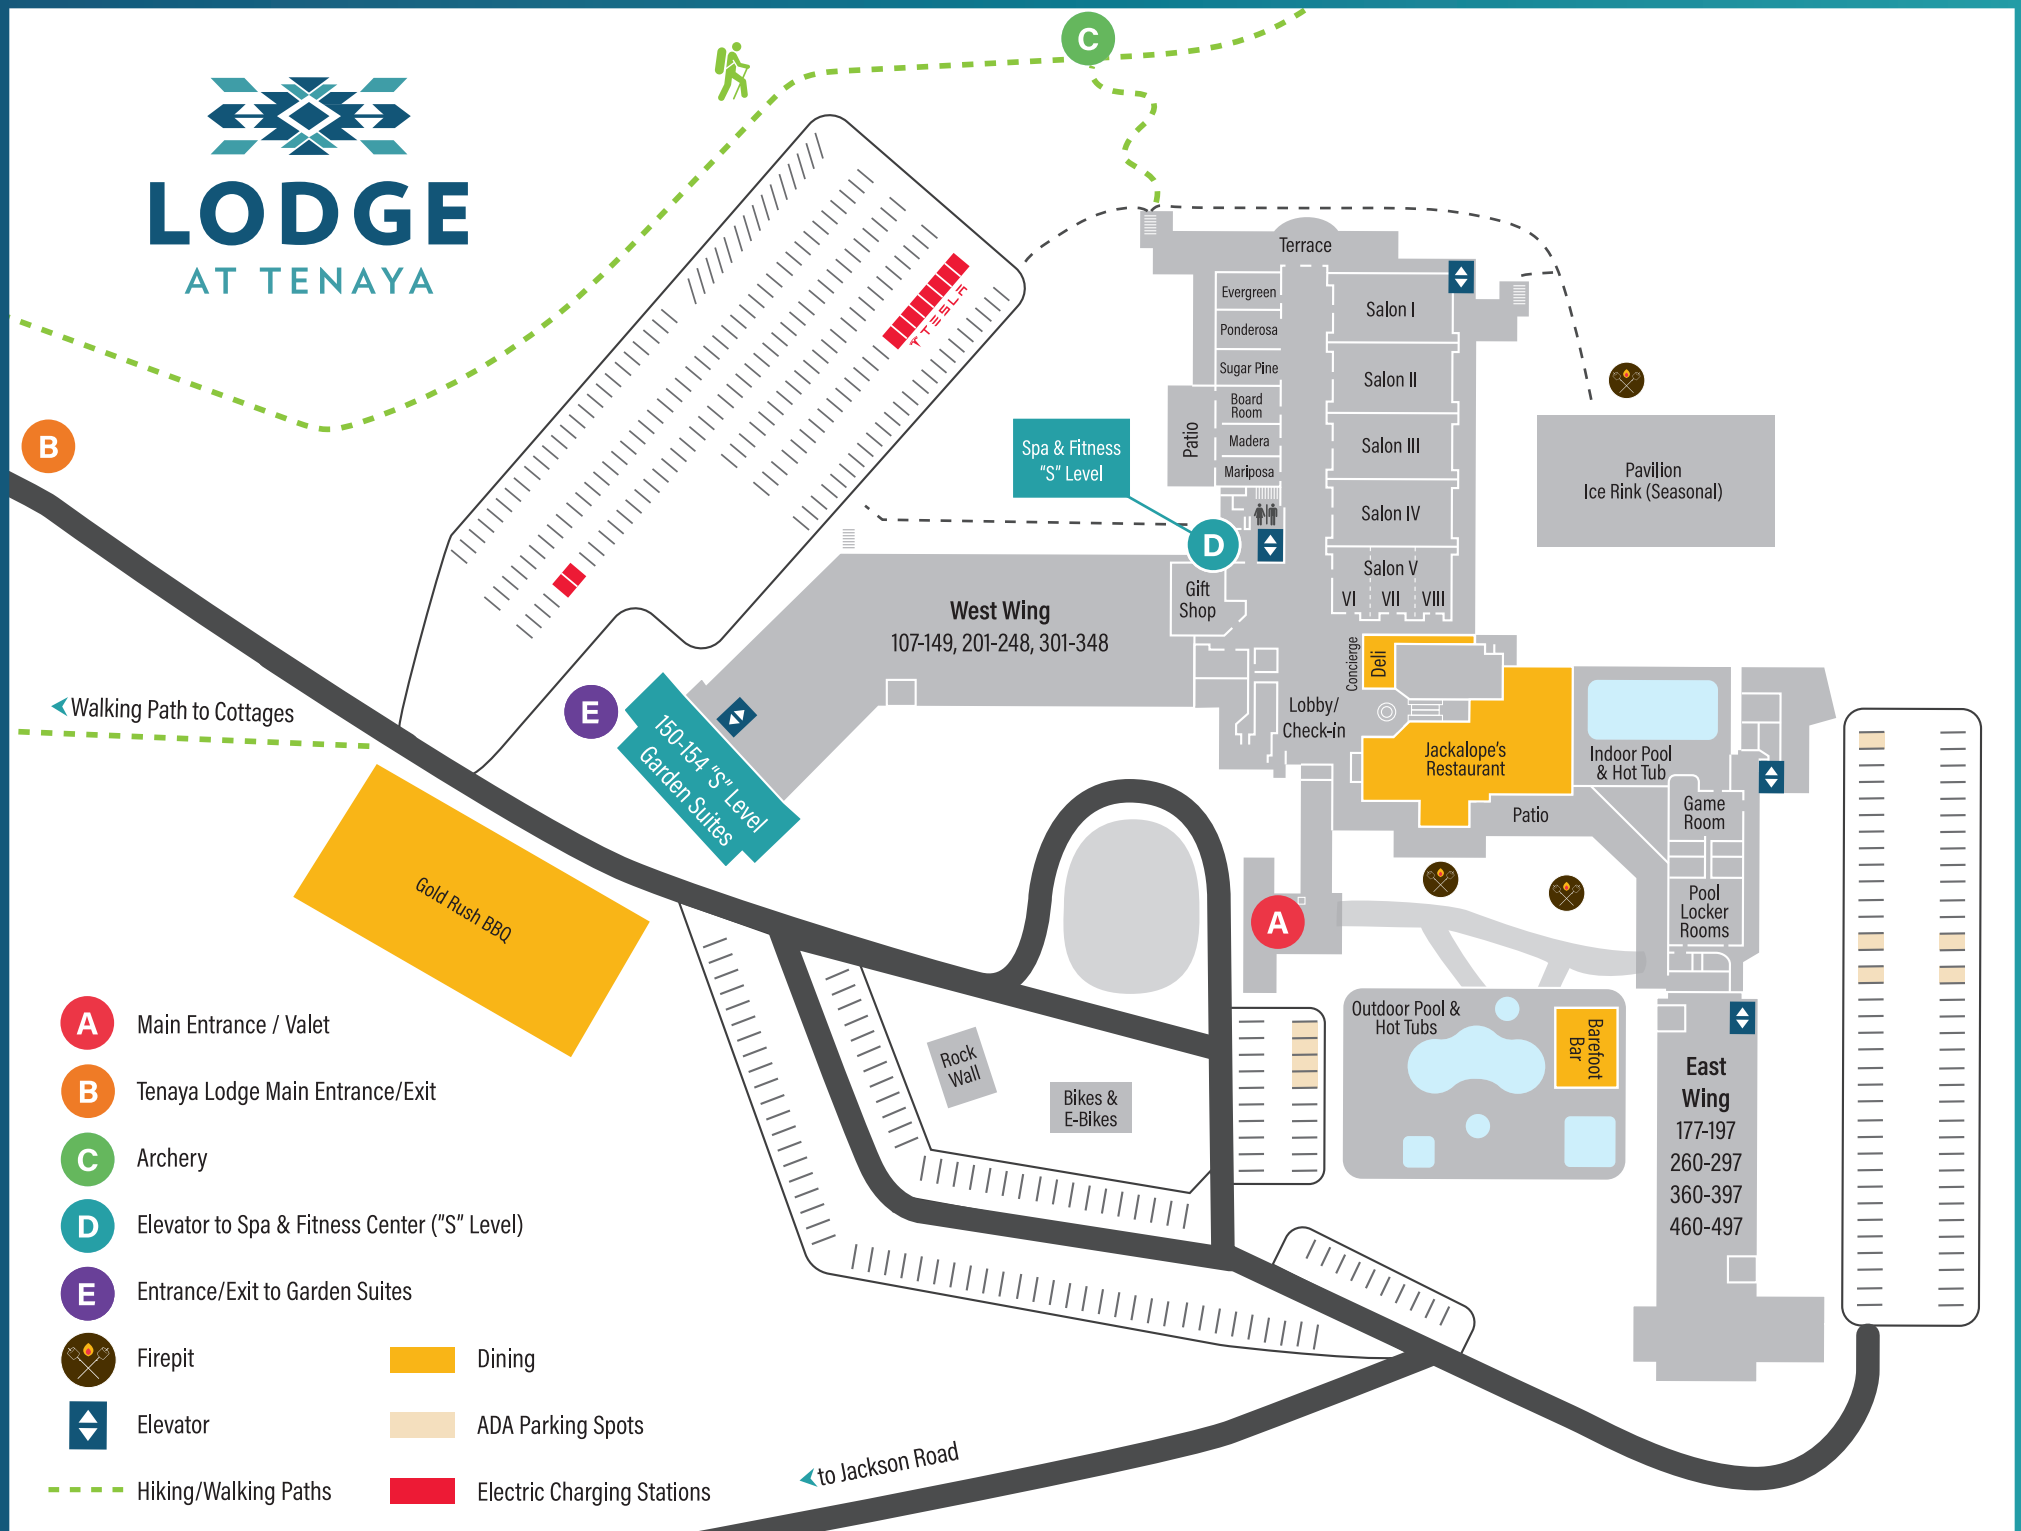 LODGE
AT TENAYA
C
B
TESLA
Terrace
Evergreen
Ponderosa
Sugar Pine
Board
Room
Madera
Mariposa
Patio
Salon I
Salon II
Salon III
Salon IV
Salon V
VI
VII
VIII
Spa & Fitness
“S” Level
D
Pavilion
Ice Rink (Seasonal)
Gift
Shop
West Wing
107-149, 201-248, 301-348
Concierge
Deli
Lobby/
Check-in
Jackalope’s
Restaurant
Indoor Pool
& Hot Tub
Patio
Game
Room
Pool
Locker
Rooms
Walking Path to Cottages
E
150-154 “S” Level
Garden Suites
Gold Rush BBQ
A
Outdoor Pool &
Hot Tubs
Barefoot
Bar
Rock
Wall
Bikes &
E-Bikes
East
Wing
177-197
260-297
360-397
460-497
to Jackson Road
A Main Entrance / Valet
B Tenaya Lodge Main Entrance/Exit
C Archery
D Elevator to Spa & Fitness Center (”S” Level)
E Entrance/Exit to Garden Suites
Firepit
Dining
Elevator
ADA Parking Spots
Hiking/Walking Paths
Electric Charging Stations